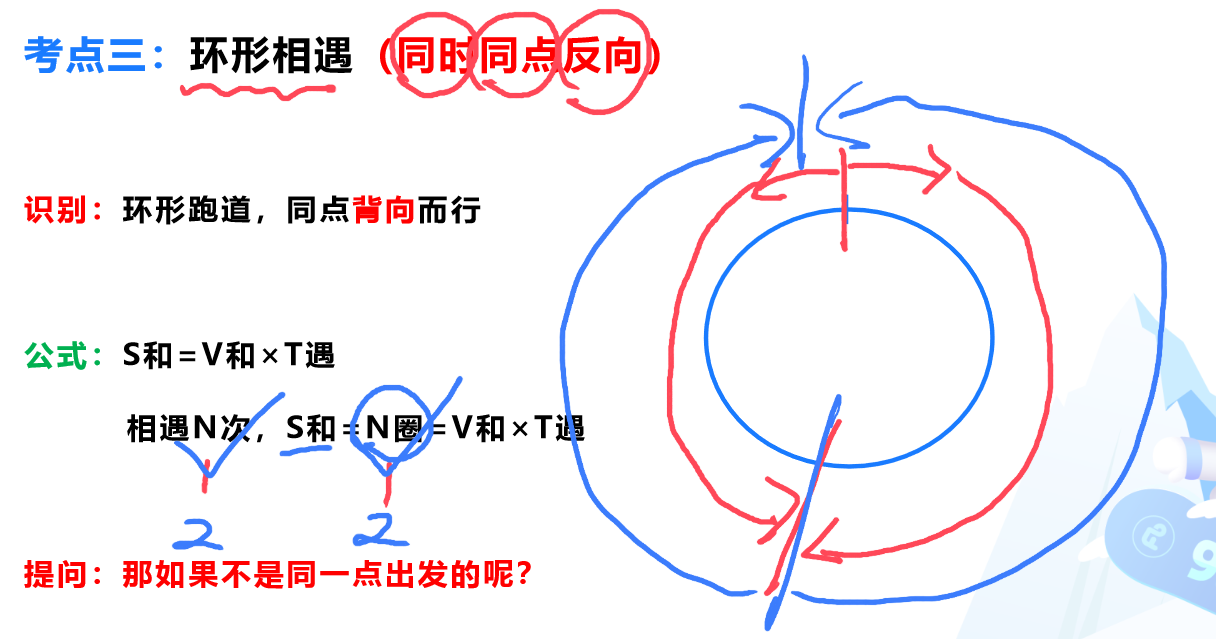 考点三：环形相遇（同时同点反向）
识别：环形跑道，同点背向而行
公式：S和=V和×T遇
相遇N次，S和=N圈=V和×T遇
2 2
提问：那如果不是同一点出发的呢？